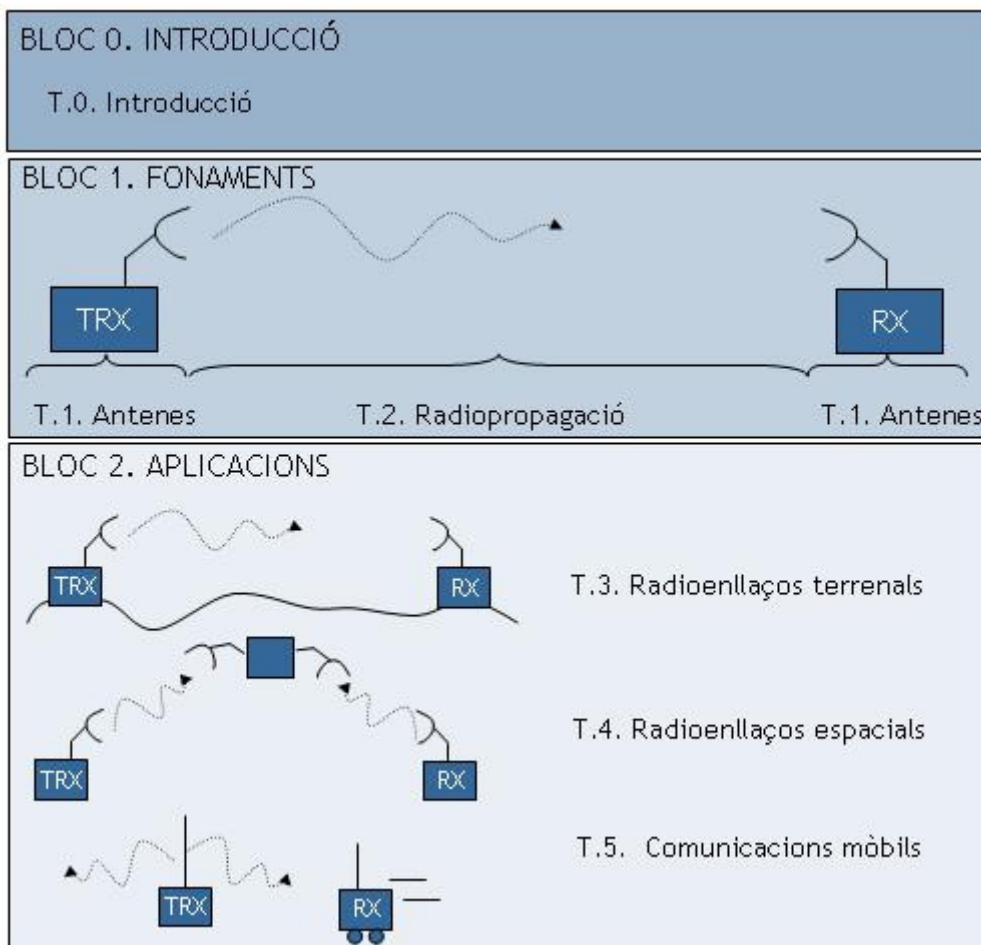 BLOC 0. INTRODUCCIÓ
T.0. Introducció
BLOC 1. FONAMENTS
TRX
RX
T.1. Antenes
T.2. Radiopropagació
T.1. Antenes
BLOC 2. APLICACIONS
TRX
RX
T.3. Radioenllaços terrenals
TRX
RX
T.4. Radioenllaços espacials
TRX
RX
T.5. Comunicacions mòbils